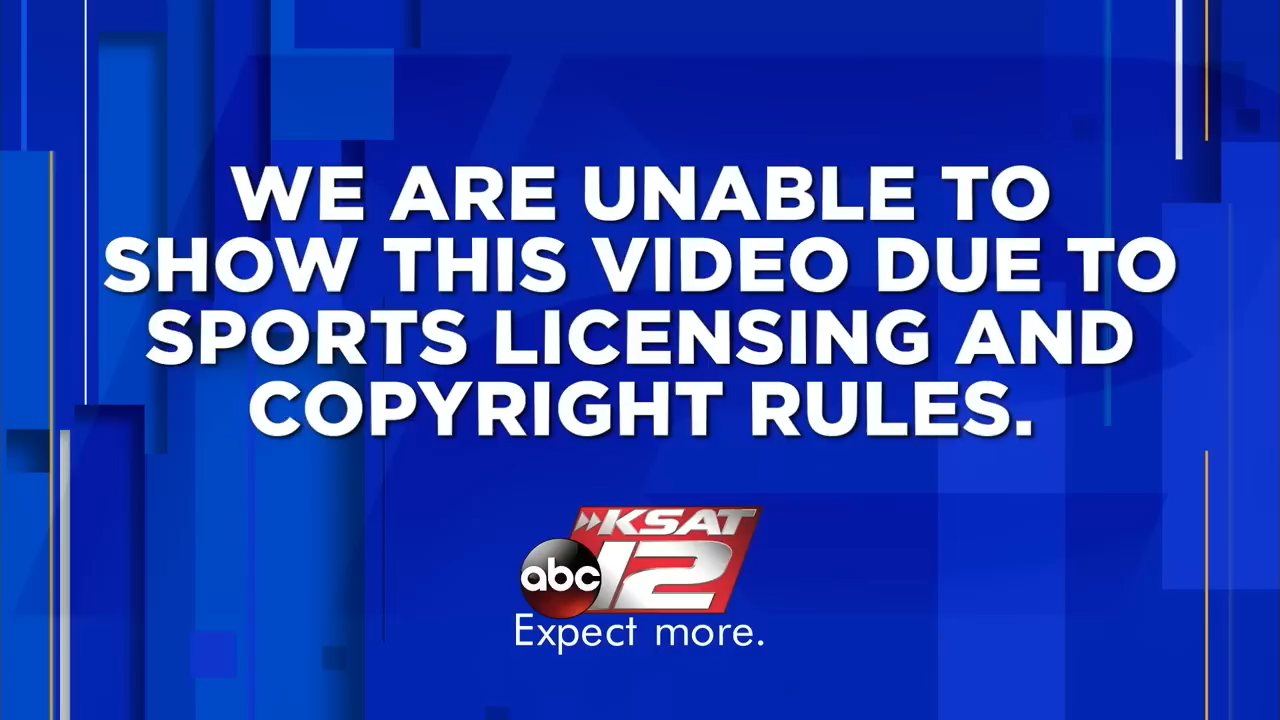 WE ARE UNABLE TO
SHOW THIS VIDEO DUE TO
SPORTS LICENSING AND
COPYRIGHT RULES.
KSAT
abc 12
Expect more.